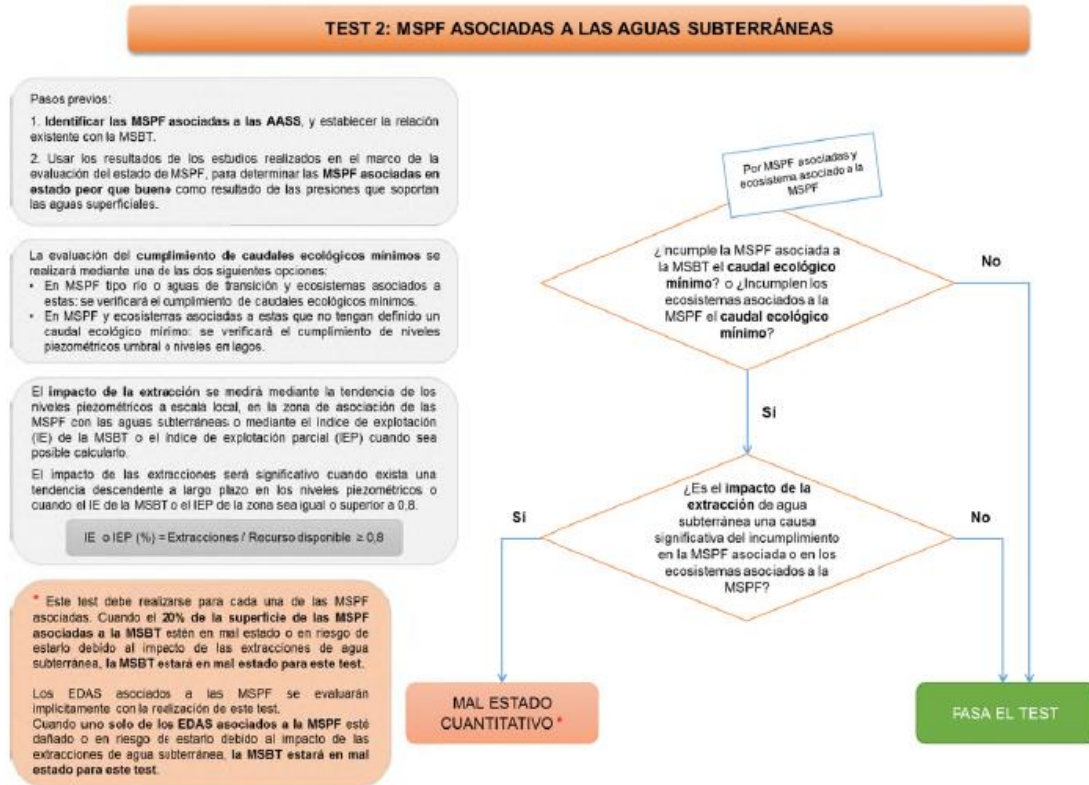 TEST 2: MSPF ASOCIADAS A LAS AGUAS SUBTERRÁNEAS
Pasos previos:
1. Identificar las MSPF asociadas a las AASS, y establecer la relación
existente con la MSBT.
2. Usar los resultados de los estudios realizados en el marco de la
evaluación del estado de MSPF, para determinar las MSPF asociadas en
estado peor que bueno como resultado de las presiones que soportan
las aguas superficiales.
La evaluación del cumplimiento de caudales ecológicos mínimos se
realizará mediante una de las dos siguientes opciones:
• En MSPF tipo río o aguas de transición y ecosistemas asociados a
estas: se verificará el cumplimiento de caudales ecológicos mínimos.
• En MSPF y ecosistemas asociados a estas que no tengan definido un
caudal ecológico mínimo: se verificará el cumplimiento de niveles
piezométricos umbral o niveles en lagos.
El impacto de la extracción se medirá mediante la tendencia de los
niveles piezométricos a escala local, en la zona de asociación de las
MSPF con las aguas subterráneas o mediante el índice de explotación
(IE) de la MSBT o el índice de explotación parcial (IEP) cuando sea
posible calcularlo.
El impacto de las extracciones será significativo cuando exista una
tendencia descendente a largo plazo en los niveles piezométricos o
cuando el IE de la MSBT o el IEP de la zona sea igual o superior a 0,8.
IE o IEP (%) = Extracciones / Recurso disponible ≥ 0,8
* Este test debe realizarse para cada una de las MSPF
asociadas. Cuando el 20% de la superficie de las MSPF
asociadas a la MSBT estén en mal estado o en riesgo de
estarlo debido al impacto de las extracciones de agua
subterránea, la MSBT estará en mal estado para este test.
Los EDAS asociados a las MSPF se evaluarán
implícitamente con la realización de este test.
Cuando uno solo de los EDAS asociados a la MSPF esté
dañado o en riesgo de estarlo debido al impacto de las
extracciones de agua subterránea, la MSBT estará en mal
estado para este test.
Por MSPF asociadas y
ecosistema asociado a la
MSPF
¿Incumple la MSPF asociada a
la MSBT el caudal ecológico
mínimo? o ¿Incumplen los
ecosistemas asociados a la
MSPF el caudal ecológico
mínimo?
No
Sí
¿Es el impacto de la
extracción de agua
subterránea una causa
significativa del incumplimiento
en la MSPF asociada o en los
ecosistemas asociados a la
MSPF?
Sí
No
MAL ESTADO
CUANTITATIVO *
PASA EL TEST